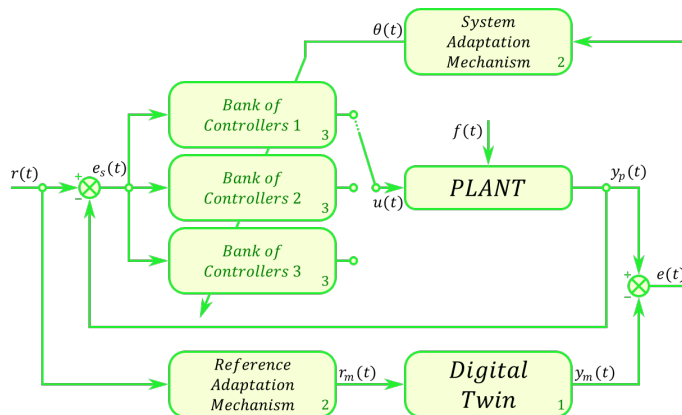 θ(t)
System
Adaptation
Mechanism
2
Bank of
Controllers 1
3
f(t)
r(t)
+
−
e_s(t)
Bank of
Controllers 2
3
u(t)
PLANT
y_p(t)
Bank of
Controllers 3
3
+
−
e(t)
Reference
Adaptation
Mechanism
2
r_m(t)
Digital
Twin
1
y_m(t)